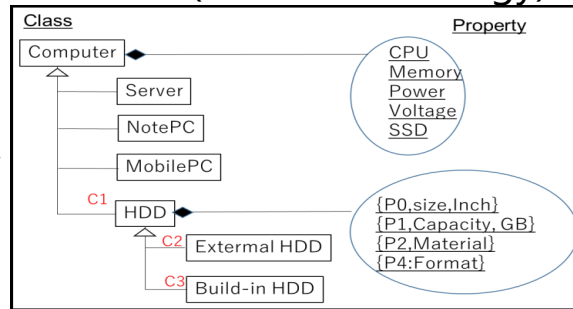 Class
Property
Computer
CPU
Memory
Power
Voltage
SSD
Server
NotePC
MobilePC
C1
HDD
{P0,size,Inch}
{P1,Capacity, GB}
{P2,Material}
{P4:Format}
C2
Extermal HDD
C3
Build-in HDD